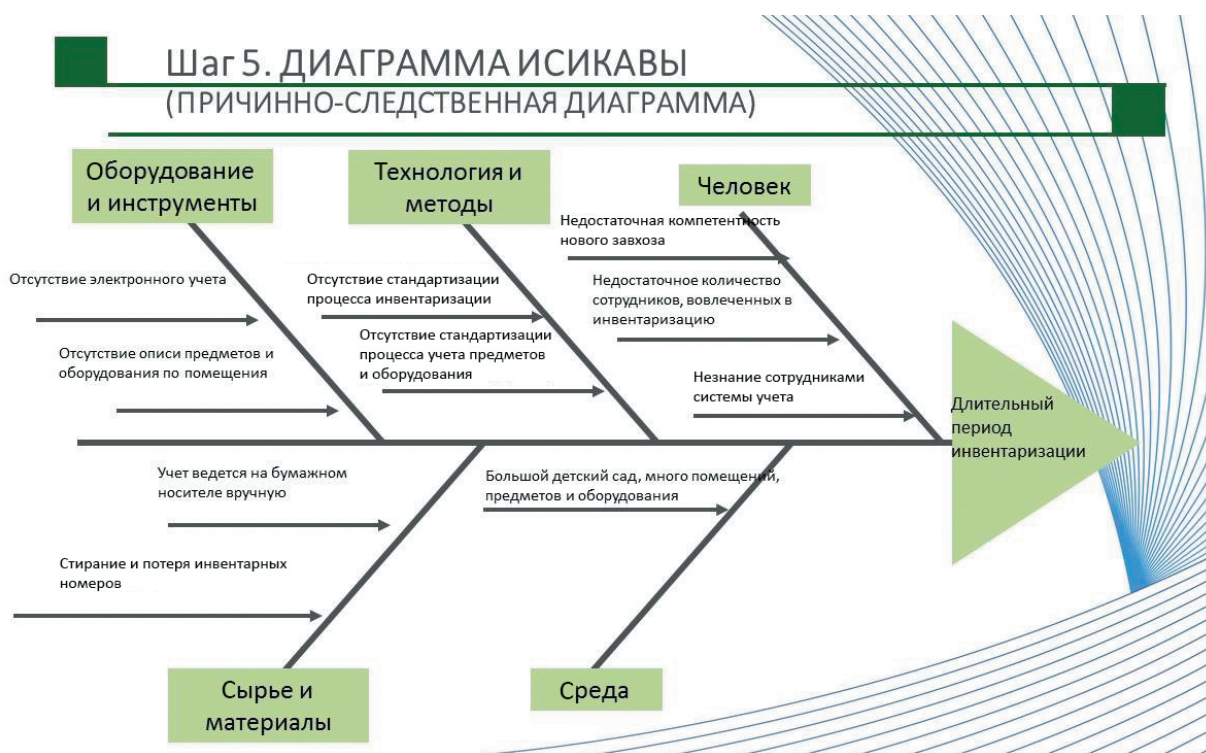 Шаг 5. ДИАГРАММА ИСИКАВЫ
(ПРИЧИННО-СЛЕДСТВЕННАЯ ДИАГРАММА)
Оборудование
и инструменты
Технология и
методы
Человек
Отсутствие электронного учета
Отсутствие описи предметов и
оборудования по помещения
Отсутствие стандартизации
процесса инвентаризации
Отсутствие стандартизации
процесса учета предметов
и оборудования
Недостаточная компетентность
нового завхоза
Недостаточное количество
сотрудников, вовлеченных в
инвентаризацию
Незнание сотрудниками
системы учета
Длительный
период
инвентаризации
Учет ведется на бумажном
носителе вручную
Стирание и потеря инвентарных
номеров
Большой детский сад, много помещений,
предметов и оборудования
Сырье и
материалы
Среда